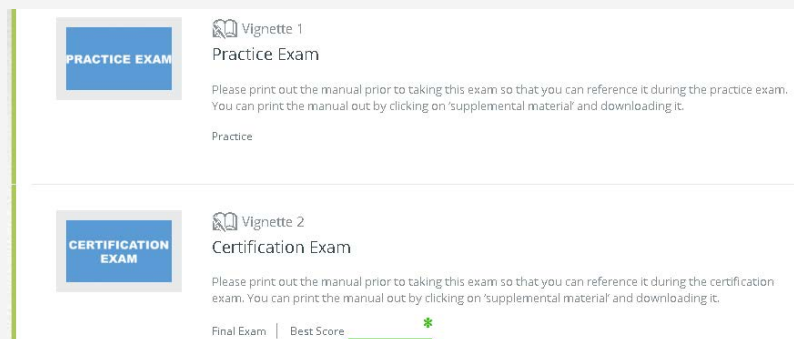 PRACTICE EXAM
Vignette 1
Practice Exam
Please print out the manual prior to taking this exam so that you can reference it during the practice exam.
You can print the manual out by clicking on 'supplemental material' and downloading it.
Practice
CERTIFICATION
EXAM
Vignette 2
Certification Exam
Please print out the manual prior to taking this exam so that you can reference it during the certification
exam. You can print the manual out by clicking on 'supplemental material' and downloading it.
Final Exam | Best Score *